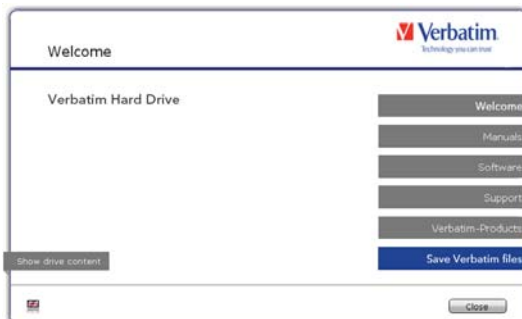 Welcome
Verbatim
Technology you can trust
Verbatim Hard Drive
Welcome
Manuals
Software
Support
Verbatim-Products
Save Verbatim files
Show drive content
Close